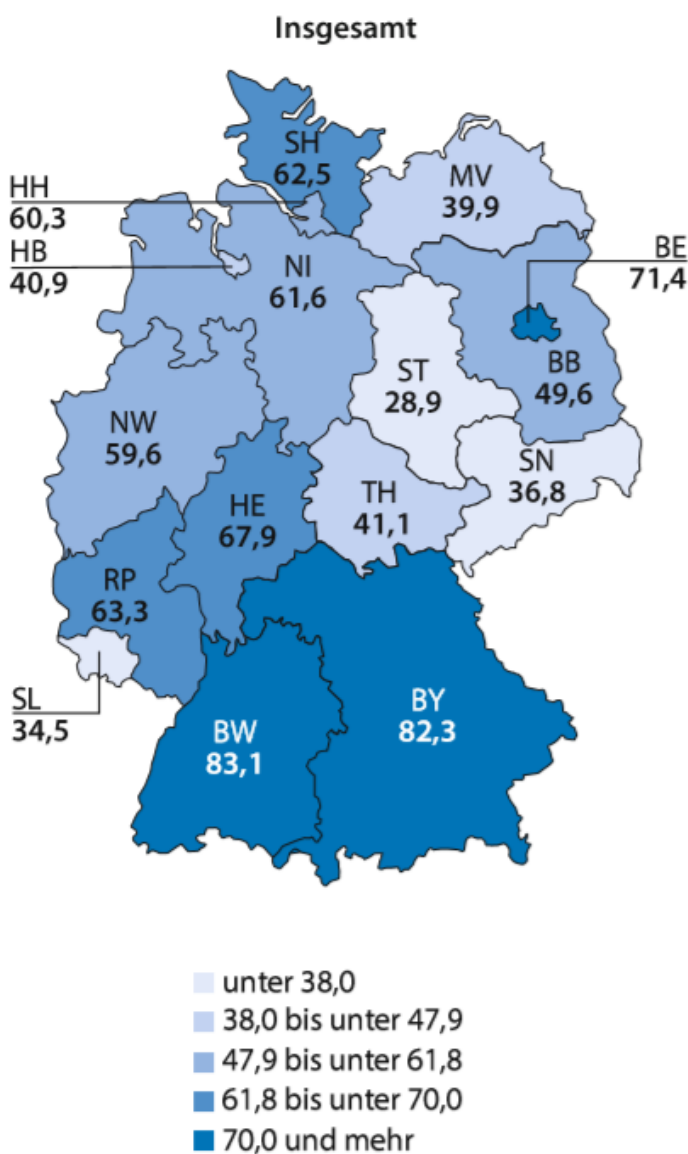 Insgesamt
SH
62,5
HH
60,3
MV
39,9
HB
40,9
NI
61,6
BE
71,4
BB
49,6
ST
28,9
NW
59,6
SN
36,8
HE
67,9
TH
41,1
RP
63,3
SL
34,5
BW
83,1
BY
82,3
unter 38,0
38,0 bis unter 47,9
47,9 bis unter 61,8
61,8 bis unter 70,0
70,0 und mehr